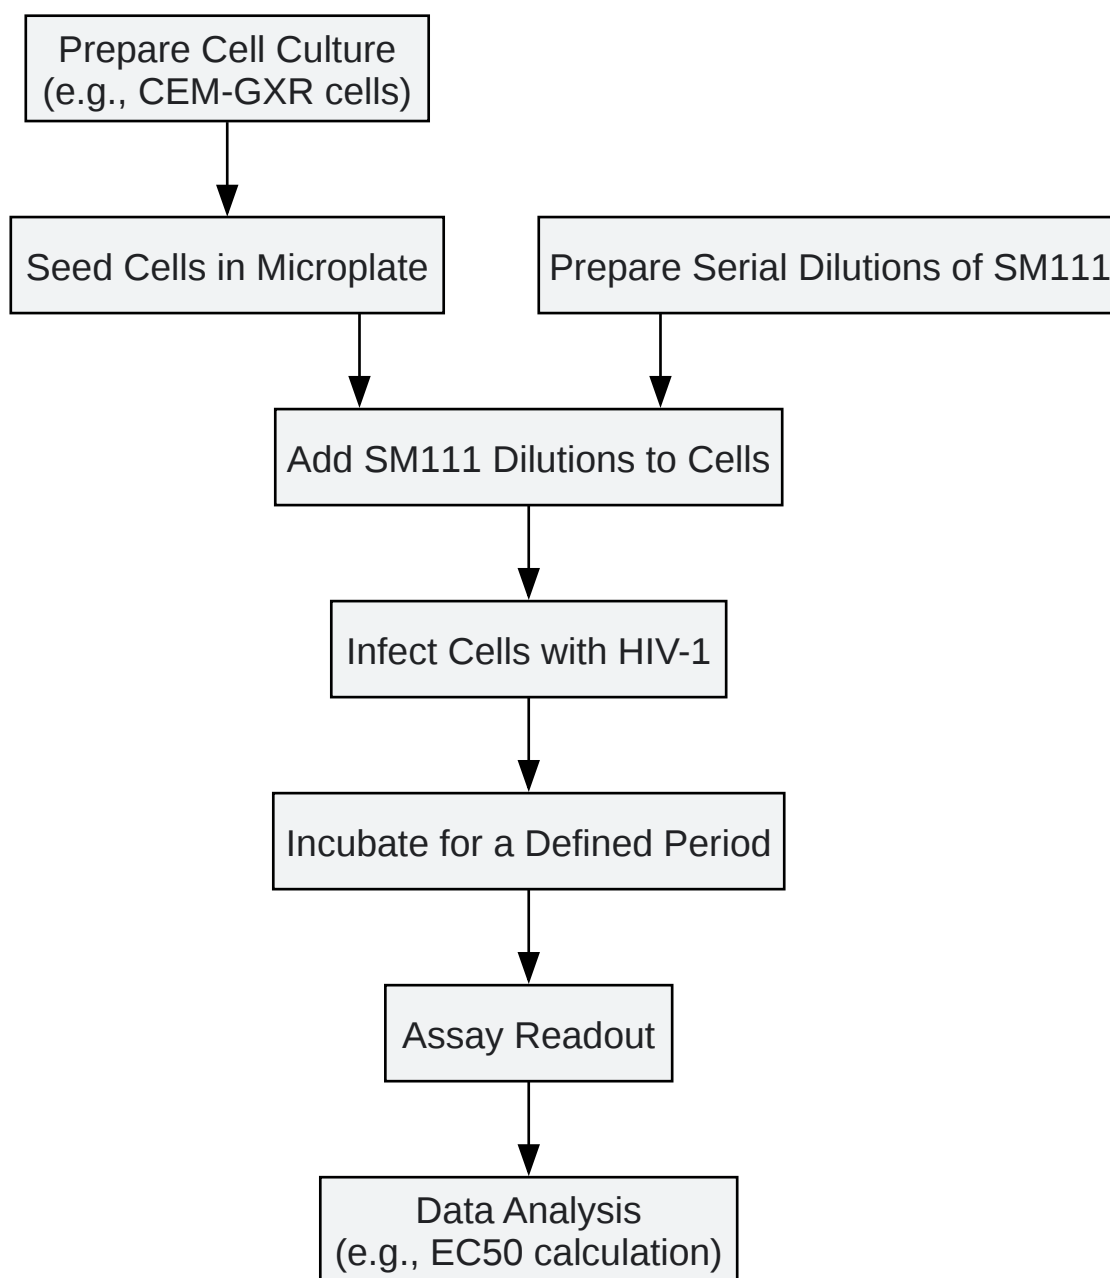 Prepare Cell Culture
(e.g., CEM-GXR cells)
Seed Cells in Microplate
Prepare Serial Dilutions of SM111
Add SM111 Dilutions to Cells
Infect Cells with HIV-1
Incubate for a Defined Period
Assay Readout
Data Analysis
(e.g., EC50 calculation)